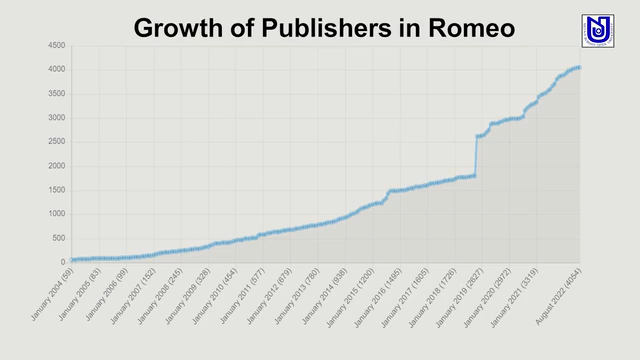 Growth of Publishers in Romeo
4500
4000
3500
3000
2500
2000
1500
1000
500
0
January 2004 (59)
January 2005 (83)
January 2006 (99)
January 2007 (152)
January 2008 (245)
January 2009 (328)
January 2010 (454)
January 2011 (577)
January 2012 (679)
January 2013 (760)
January 2014 (938)
January 2015 (1200)
January 2016 (1485)
January 2017 (1605)
January 2018 (1726)
January 2019 (2627)
January 2020 (2972)
January 2021 (3319)
August 2022 (4054)